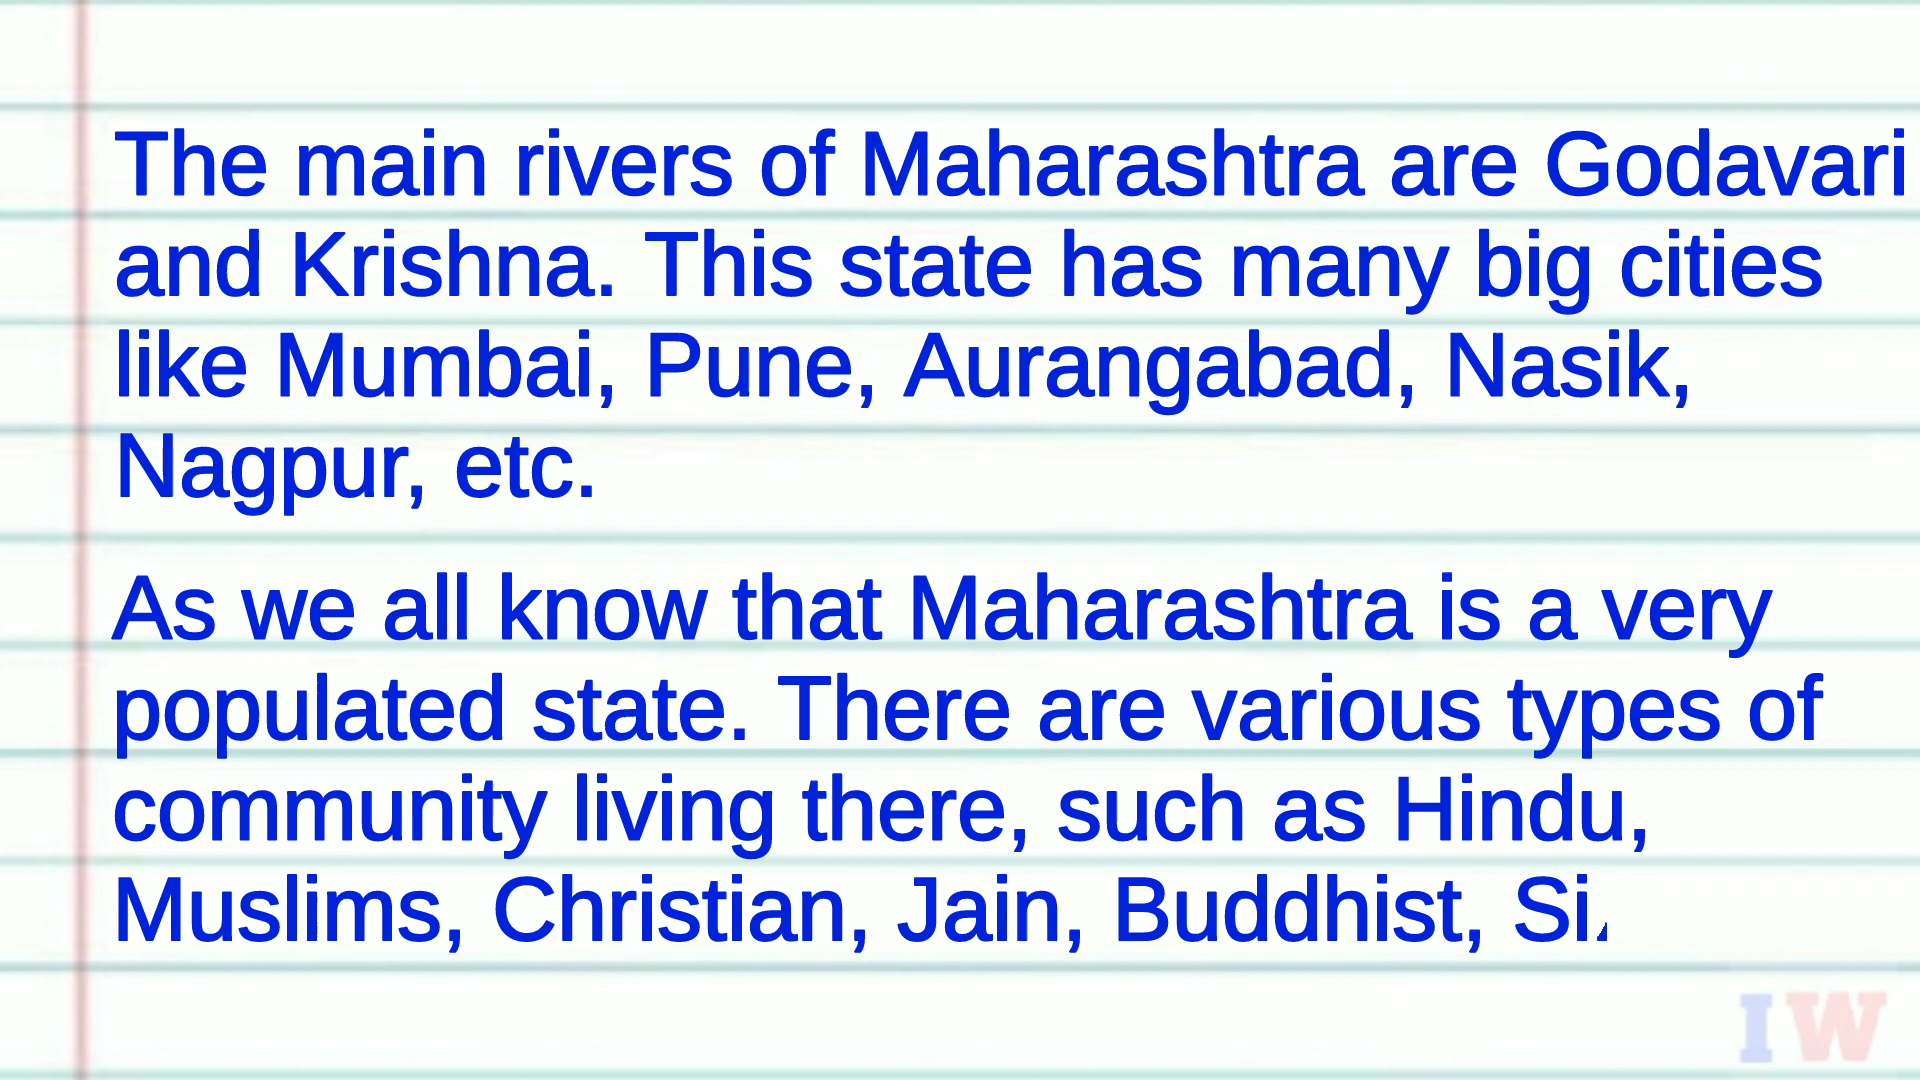 The main rivers of Maharashtra are Godavari
and Krishna. This state has many big cities
like Mumbai, Pune, Aurangabad, Nasik,
Nagpur, etc.
As we all know that Maharashtra is a very
populated state. There are various types of
community living there, such as Hindu,
Muslims, Christian, Jain, Buddhist,
IW